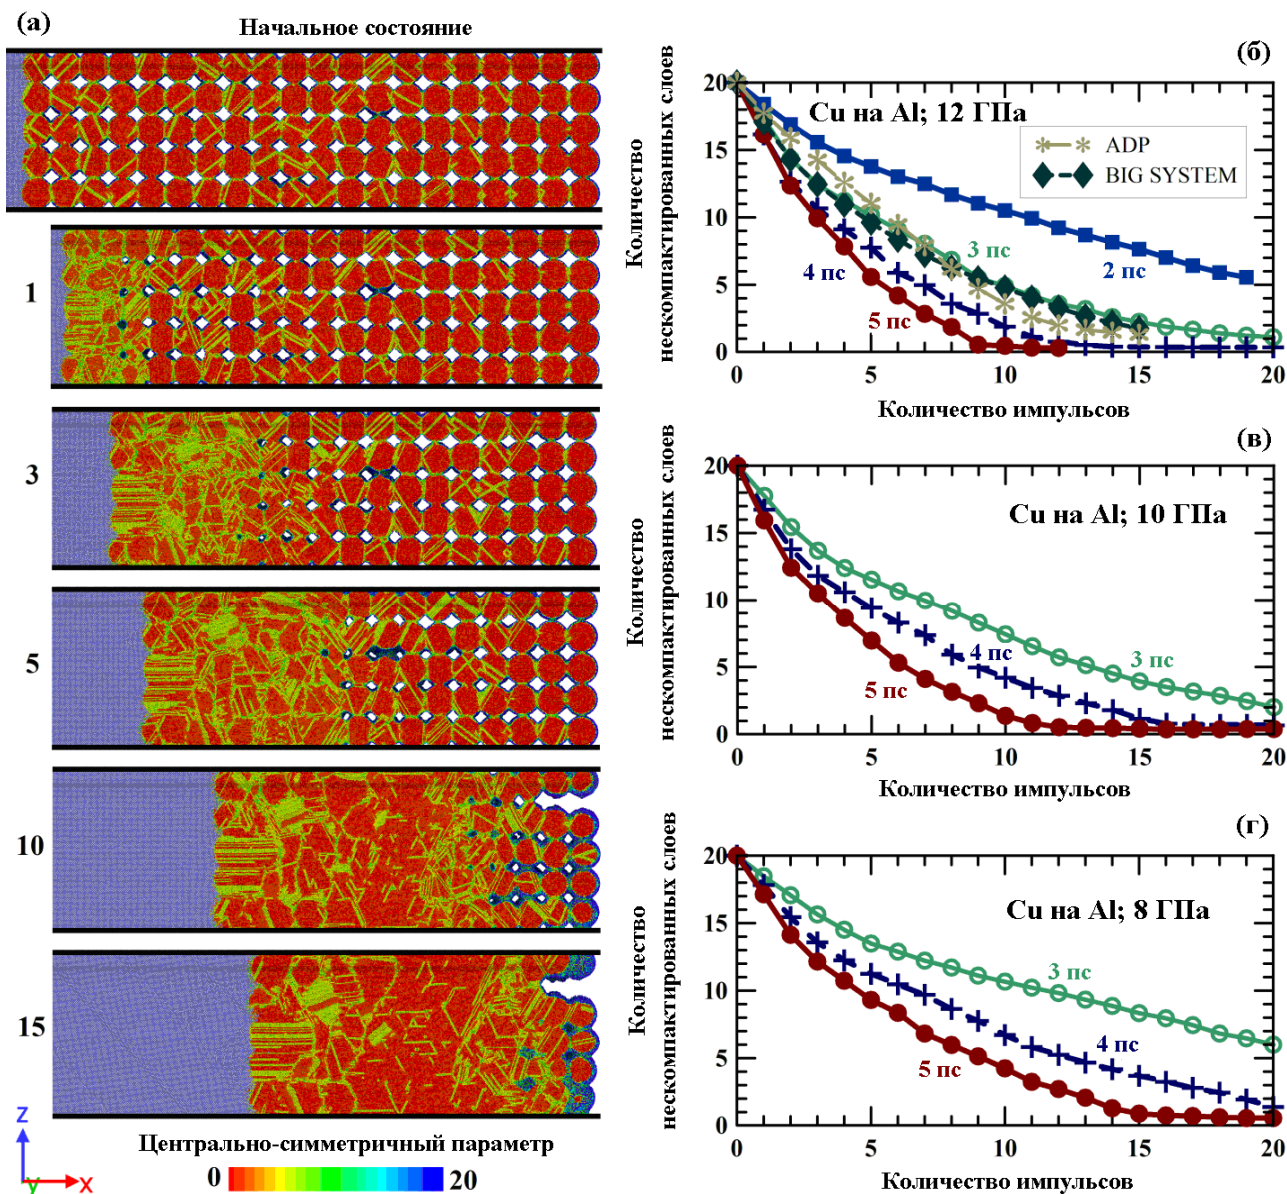 (а)
Начальное состояние
1
3
5
10
15
Z
Y
X
Центрально-симметричный параметр
0
20
(б)
Количество
нескомпактированных слоев
Cu на Al; 12 ГПа
ADP
BIG SYSTEM
2 пс
3 пс
4 пс
5 пс
20
15
10
5
0
0 5 10 15 20
Количество импульсов
(в)
Количество
нескомпактированных слоев
Cu на Al; 10 ГПа
3 пс
4 пс
5 пс
20
15
10
5
0
0 5 10 15 20
Количество импульсов
(г)
Количество
нескомпактированных слоев
Cu на Al; 8 ГПа
3 пс
4 пс
5 пс
20
15
10
5
0
0 5 10 15 20
Количество импульсов